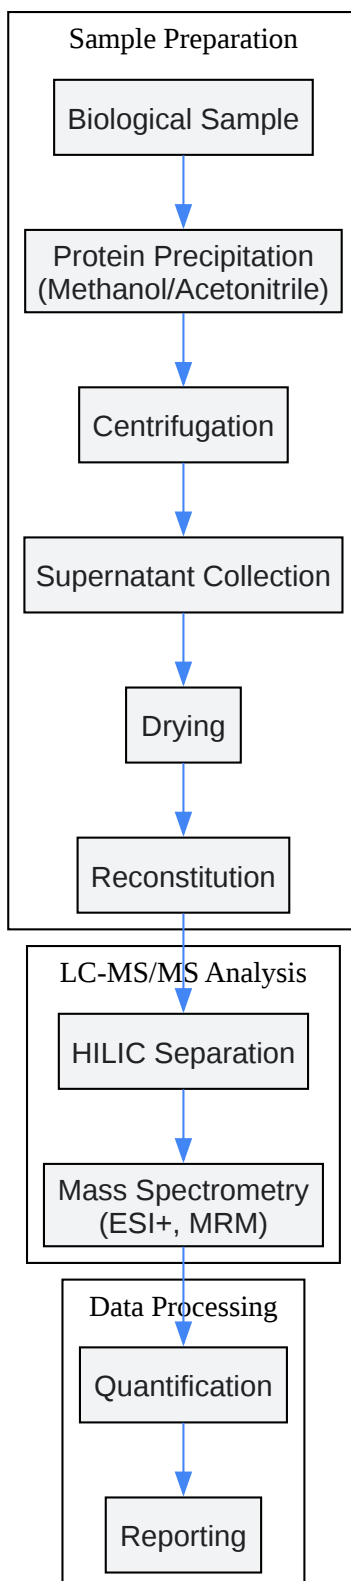 Sample Preparation
Biological Sample
Protein Precipitation
(Methanol/Acetonitrile)
Centrifugation
Supernatant Collection
Drying
Reconstitution
LC-MS/MS Analysis
HILIC Separation
Mass Spectrometry
(ESI+, MRM)
Data Processing
Quantification
Reporting